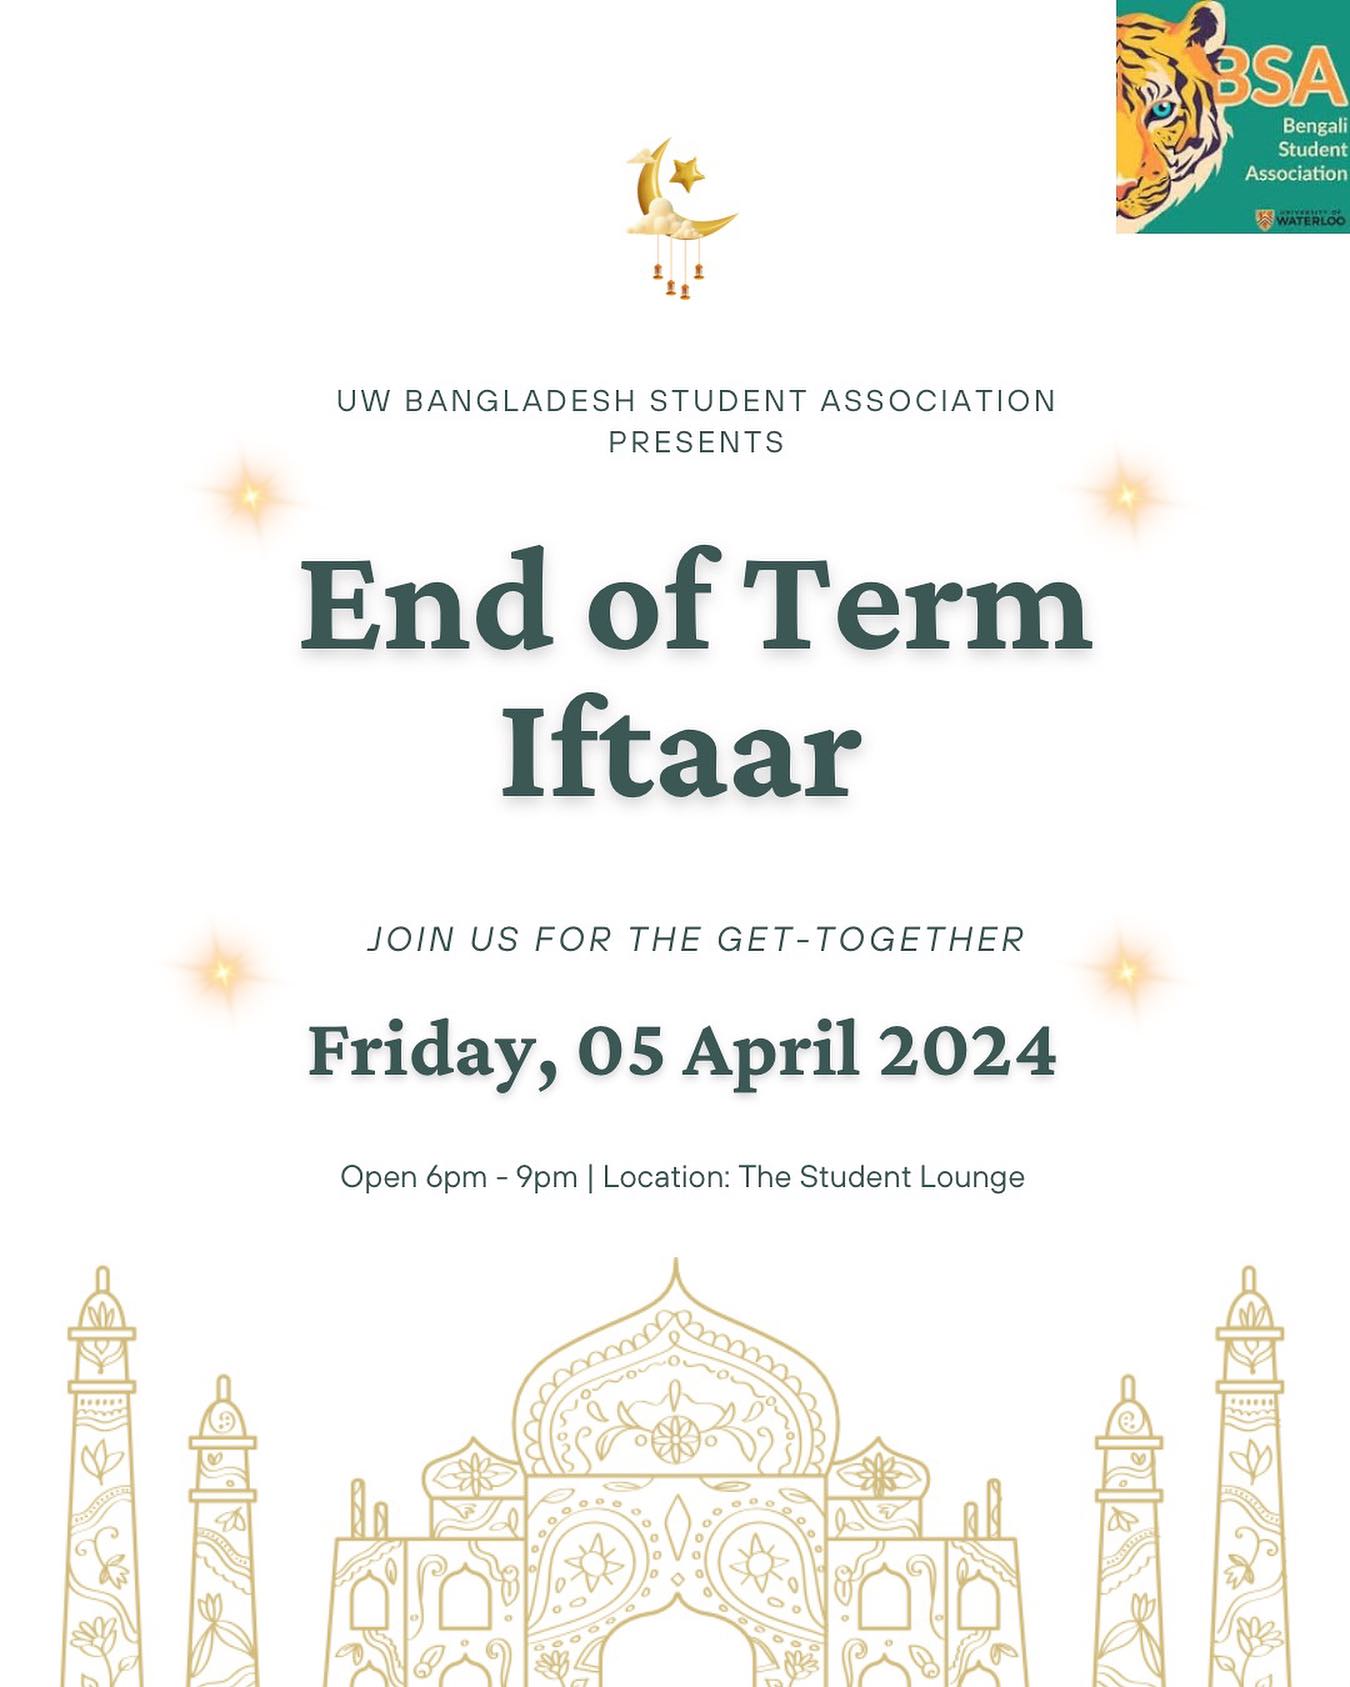 BSA
Bengali
Student
Association
UNIVERSITY OF
WATERLOO
UW BANGLADESH STUDENT ASSOCIATION
PRESENTS
End of Term
Iftaar
JOIN US FOR THE GET-TOGETHER
Friday, 05 April 2024
Open 6pm - 9pm | Location: The Student Lounge